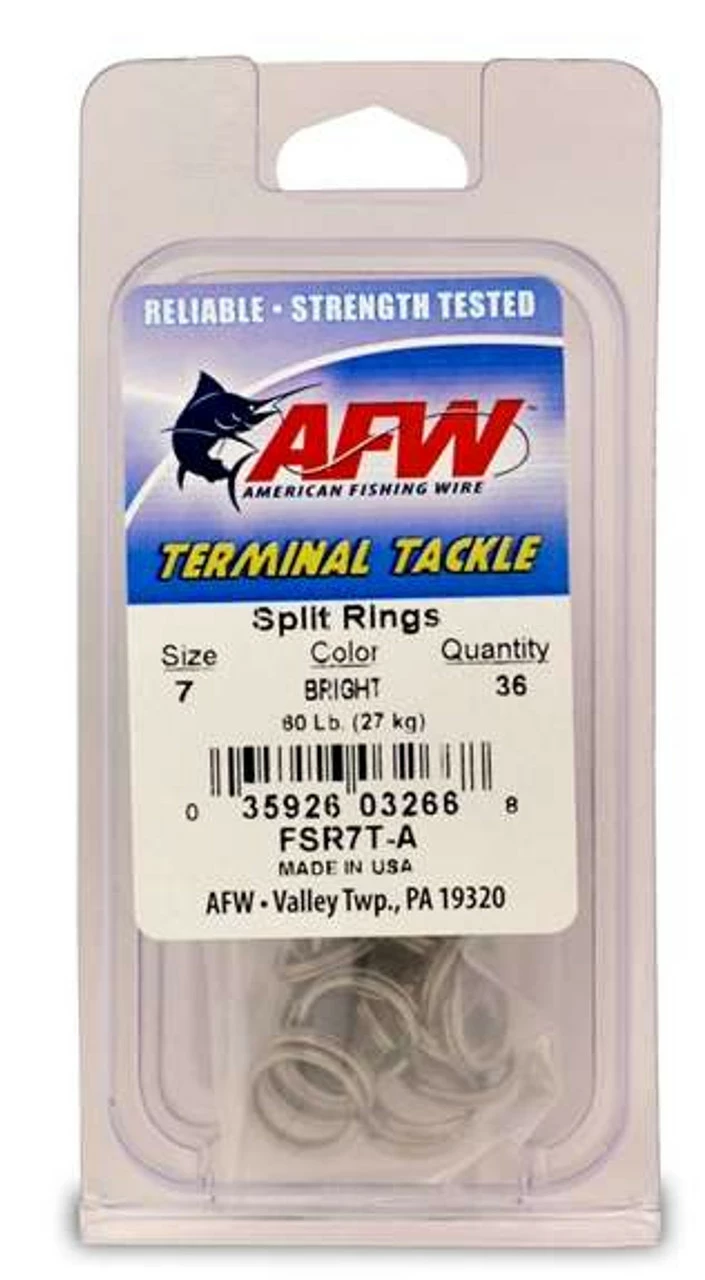 RELIABLE • STRENGTH TESTED
AFW™
AMERICAN FISHING WIRE
TERMINAL TACKLE
Split Rings
Size Color Quantity
7 BRIGHT 36
60 Lb. (27 kg)
0 35926 03266 8
FSR7T-A
MADE IN USA
AFW • Valley Twp., PA 19320